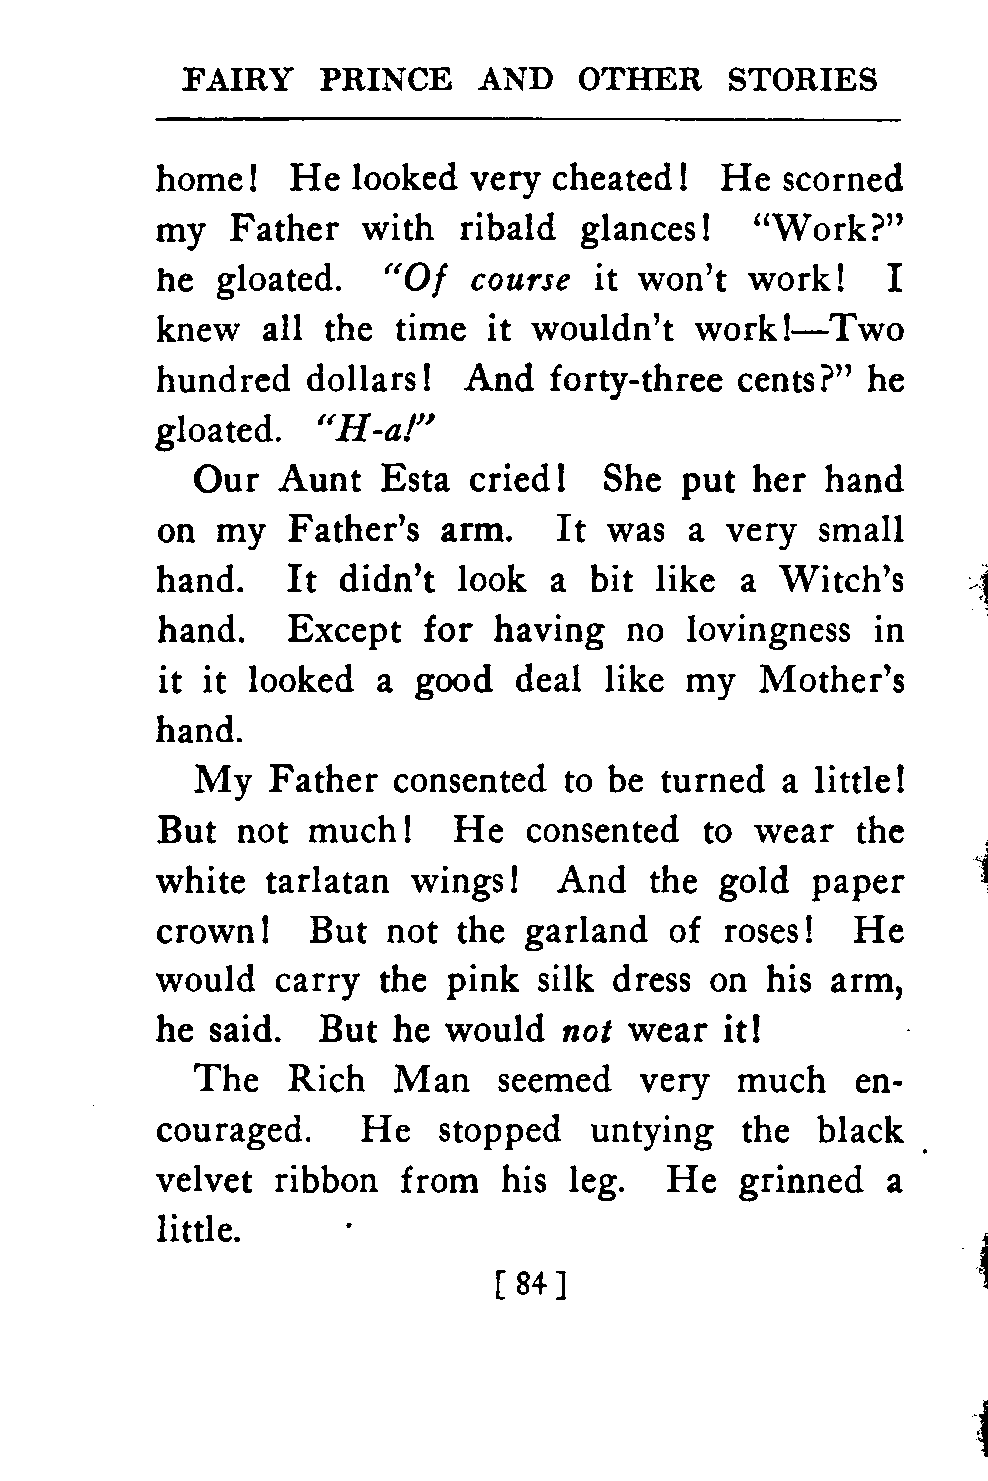 FAIRY PRINCE AND OTHER STORIES
home! He looked very cheated! He scorned
my Father with ribald glances! "Work?"
he gloated. "Of course it won't work! I
knew all the time it wouldn't work!—Two
hundred dollars! And forty-three cents?" he
gloated. "H-a!"
Our Aunt Esta cried! She put her hand
on my Father's arm. It was a very small
hand. It didn't look a bit like a Witch's
hand. Except for having no lovingness in
it it looked a good deal like my Mother's
hand.
My Father consented to be turned a little!
But not much! He consented to wear the
white tarlatan wings! And the gold paper
crown! But not the garland of roses! He
would carry the pink silk dress on his arm,
he said. But he would not wear it!
The Rich Man seemed very much en-
couraged. He stopped untying the black
velvet ribbon from his leg. He grinned a
little.
[ 84 ]